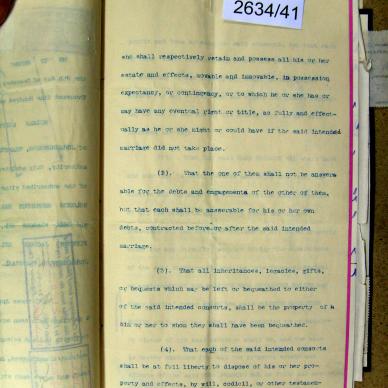 2634/41
she shall respectively retain and possess all his or her
estate and effects, movable and immovable, in possession
expectancy, or contingency, or to which he or she has or
may have any eventual right or title, as fully and effect-
ually as he or she might or could have if the said intended
marriage did not take place.
(2). That the one of them shall not be answer
able for the debts and engagements of the other of them,
but that each shall be answerable for his or her own
debts, contracted before or after the said intended
marriage.
(3). That all inheritances, legacies, gifts,
or bequests which may be left or bequeathed to either
of the said intended consorts, shall be the property of
him or her to whom they shall have been bequeathed.
(4). That each of the said intended consorts
shall be at full liberty to dispose of his or her pro-
perty and effects, by will, codicil, or other testamen-